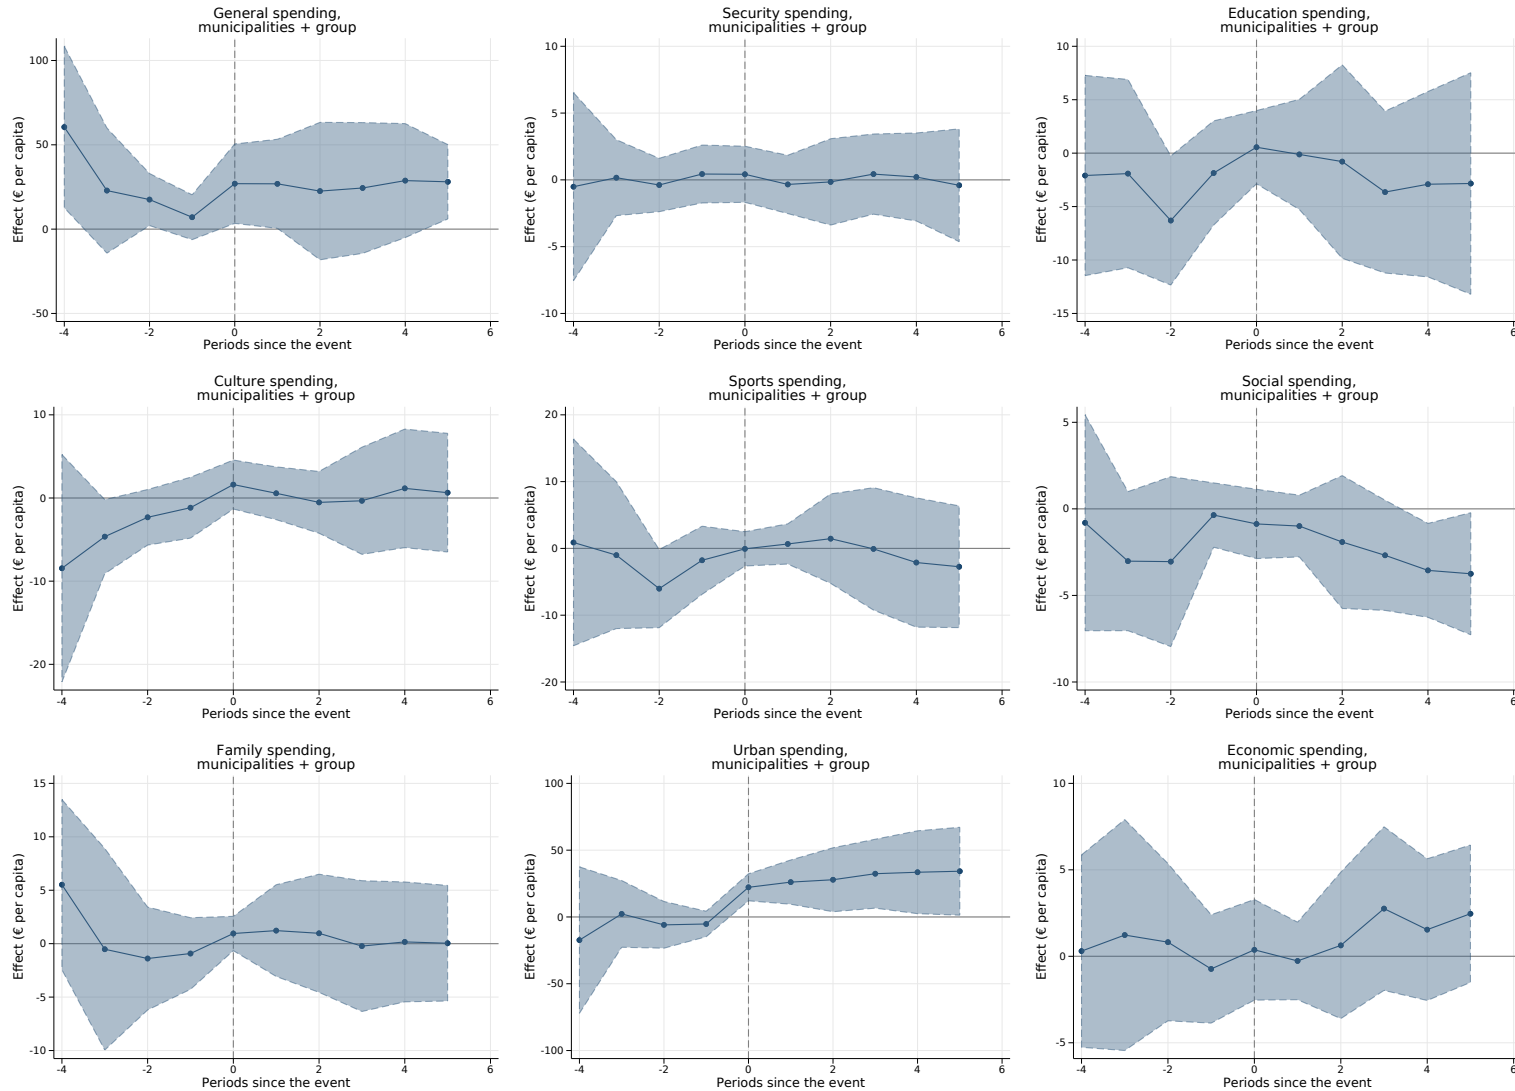 General spending,
municipalities + group
Effect (€ per capita)
100
50
0
-50
-4
-2
0
2
4
6
Periods since the event
Security spending,
municipalities + group
Effect (€ per capita)
10
5
0
-5
-10
-4
-2
0
2
4
6
Periods since the event
Education spending,
municipalities + group
Effect (€ per capita)
10
5
0
-5
-10
-15
-4
-2
0
2
4
6
Periods since the event
Culture spending,
municipalities + group
Effect (€ per capita)
10
0
-10
-20
-4
-2
0
2
4
6
Periods since the event
Sports spending,
municipalities + group
Effect (€ per capita)
20
10
0
-10
-20
-4
-2
0
2
4
6
Periods since the event
Social spending,
municipalities + group
Effect (€ per capita)
5
0
-5
-10
-4
-2
0
2
4
6
Periods since the event
Family spending,
municipalities + group
Effect (€ per capita)
15
10
5
0
-5
-10
-4
-2
0
2
4
6
Periods since the event
Urban spending,
municipalities + group
Effect (€ per capita)
100
50
0
-50
-100
-4
-2
0
2
4
6
Periods since the event
Economic spending,
municipalities + group
Effect (€ per capita)
10
5
0
-5
-4
-2
0
2
4
6
Periods since the event